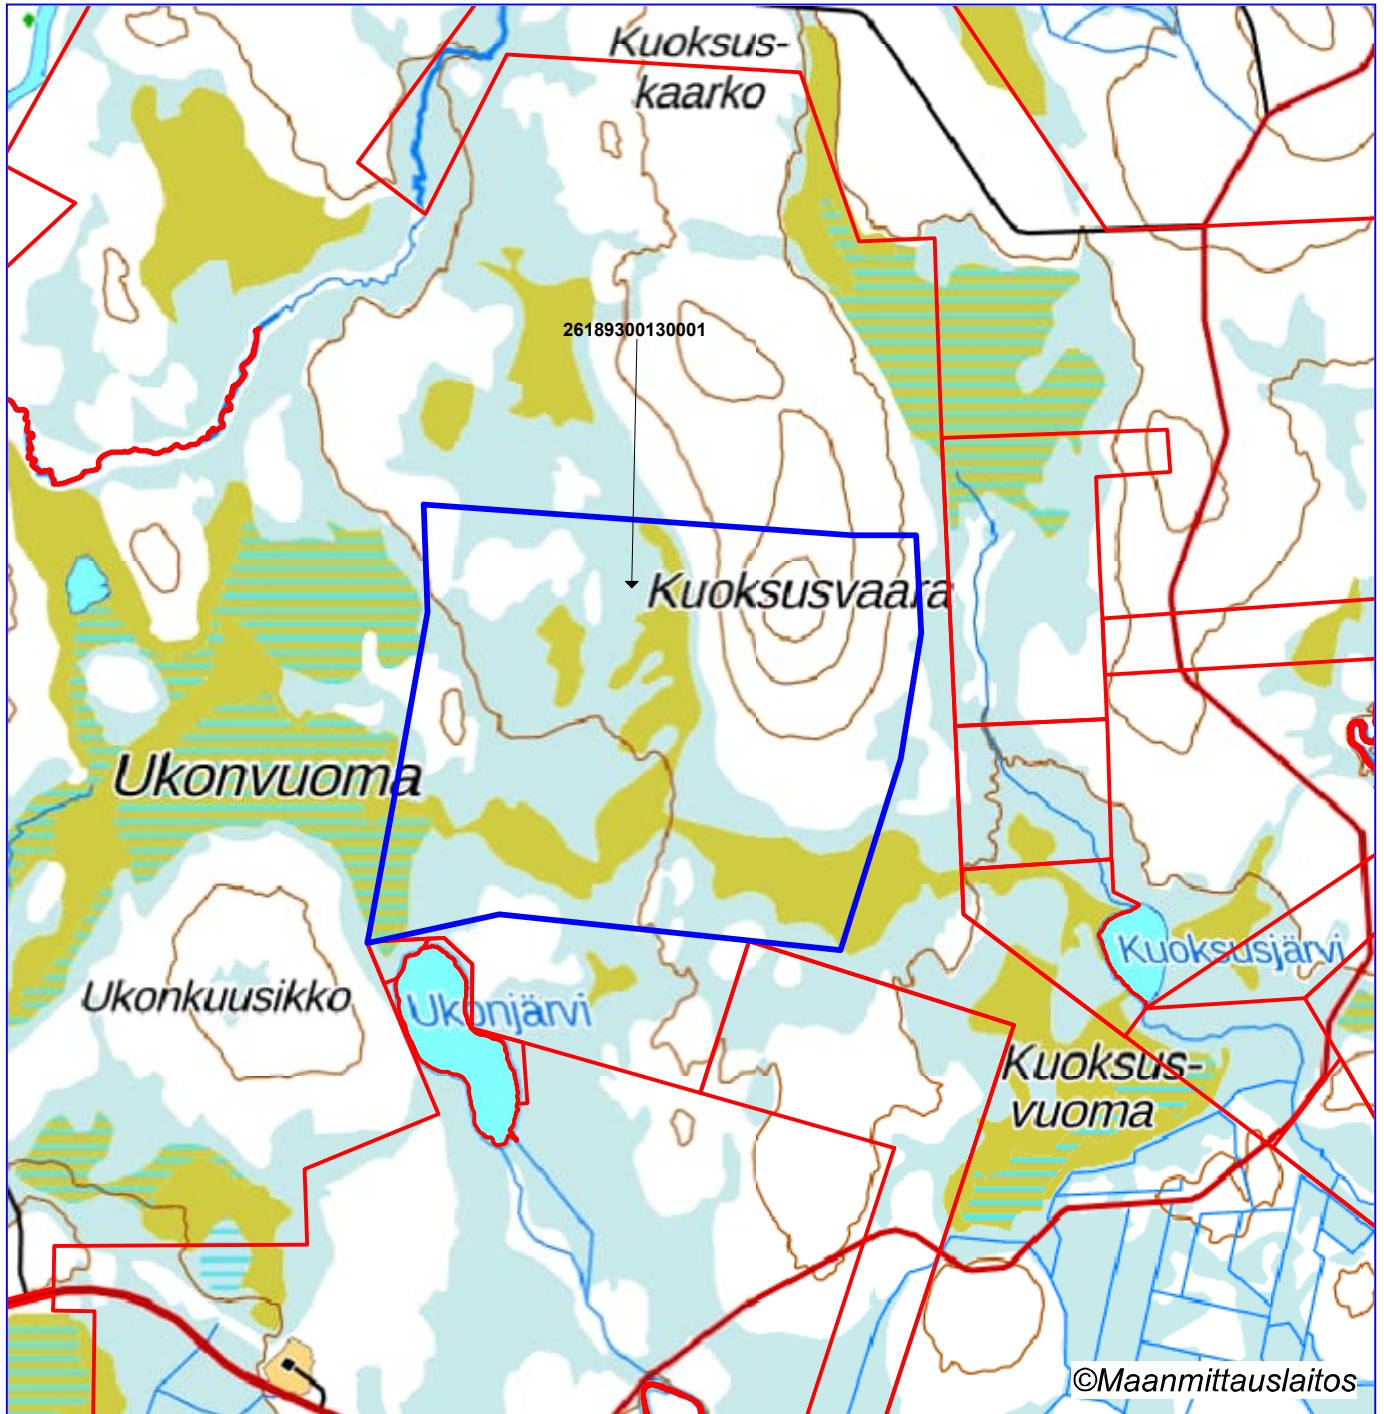 Kuoksus-
kaarko
26189300130001
Kuoksusvaara
Ukonvuoma
Kuoksusjärvi
Ukonkuusikko
Ukonjärvi
Kuoksus-
vuoma
©Maanmittauslaitos